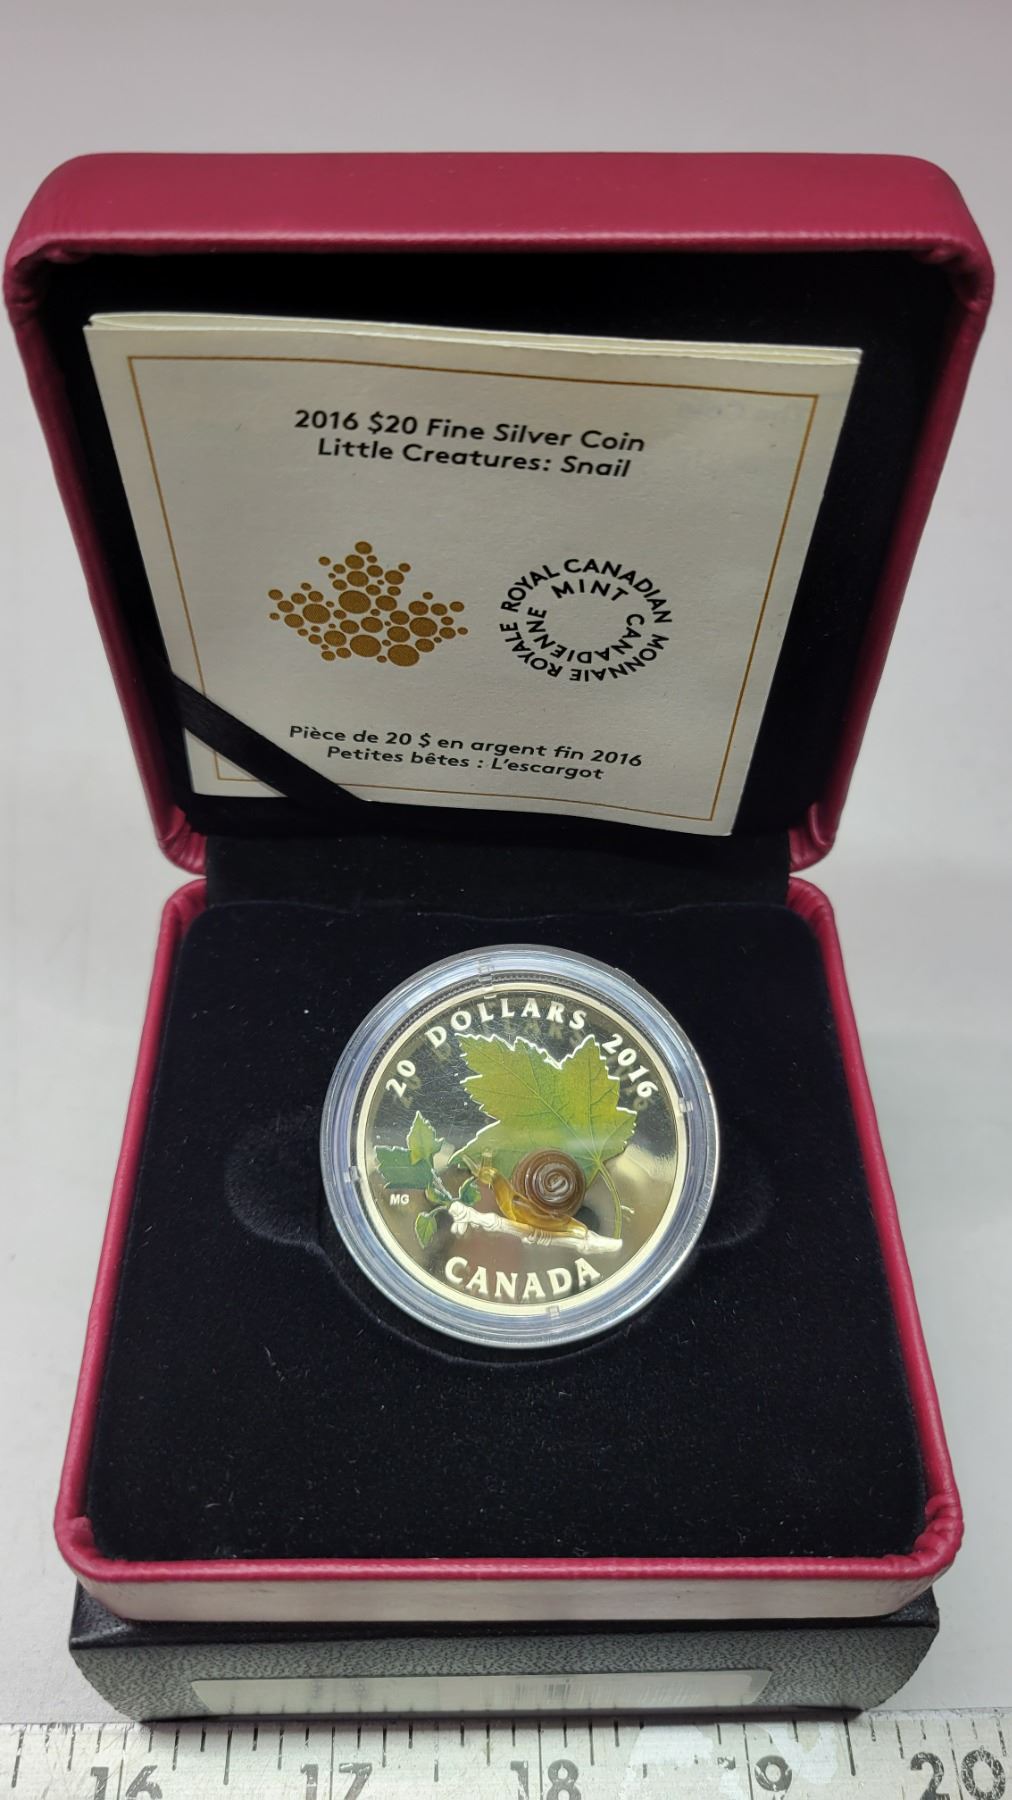 2016 $20 Fine Silver Coin
Little Creatures: Snail
ROYAL CANADIAN MINT
MONNAIE ROYALE CANADIENNE
Pièce de 20 $ en argent fin 2016
Petites bêtes : L'escargot
20 DOLLARS 2016
MG
CANADA
16 17 18 19 20